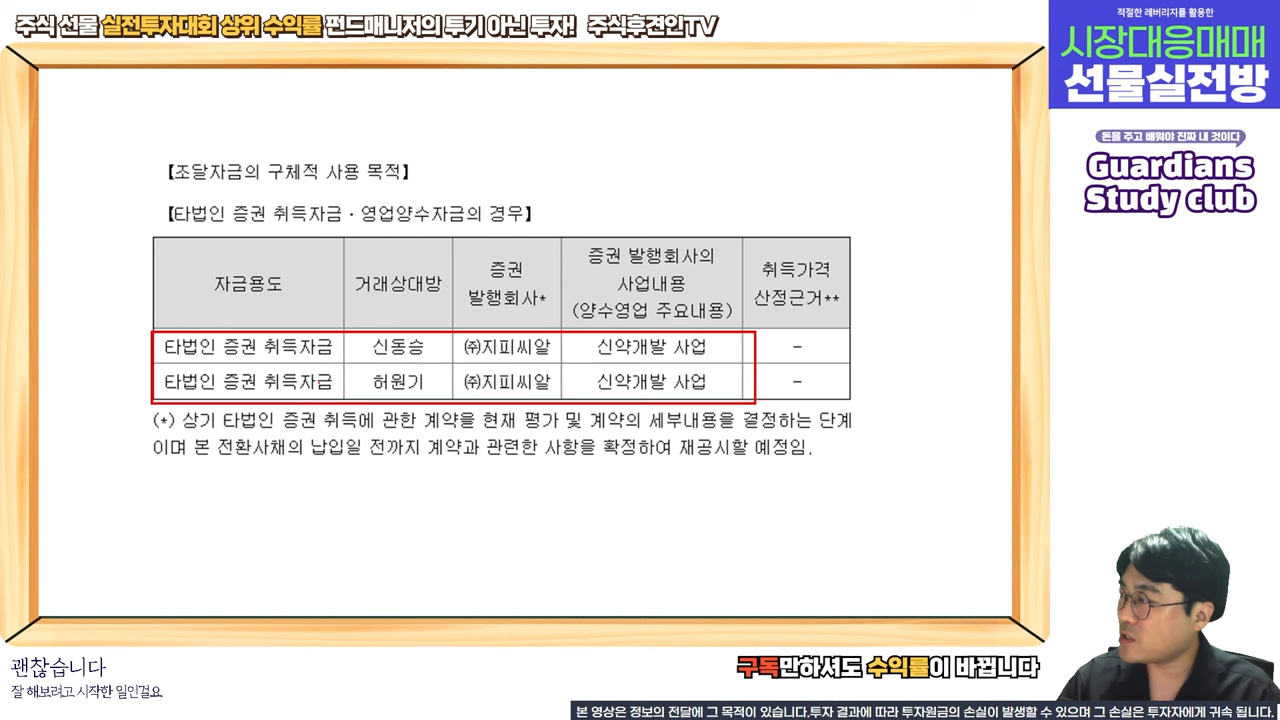 주식 선물 실전투자대회 상위 수익률 펀드매니저의 투기 아닌 투자! 주식후견인TV
적절한 레버리지를 활용한
시장대응매매
선물실전방
돈을 주고 배워야 진짜 내 것이다
Guardians
Study club
【조달자금의 구체적 사용 목적】
【타법인 증권 취득자금·영업양수자금의 경우】
자금용도 거래상대방 증권 발행회사* 증권 발행회사의 사업내용 (양수영업 주요내용) 취득가격 산정근거**
타법인 증권 취득자금 신동승 ㈜지피씨알 신약개발 사업 -
타법인 증권 취득자금 허원기 ㈜지피씨알 신약개발 사업 -
(*) 상기 타법인 증권 취득에 관한 계약을 현재 평가 및 계약의 세부내용을 결정하는 단계
이며 본 전환사채의 납입일 전까지 계약과 관련한 사항을 확정하여 재공시할 예정임.
괜찮습니다
잘 해보려고 시작한 일인걸요
구독만하셔도 수익률이 바뀝니다
본 영상은 정보의 전달에 그 목적이 있습니다.투자 결과에 따라 투자원금의 손실이 발생할 수 있으며 그 손실은 투자자에게 귀속 됩니다.